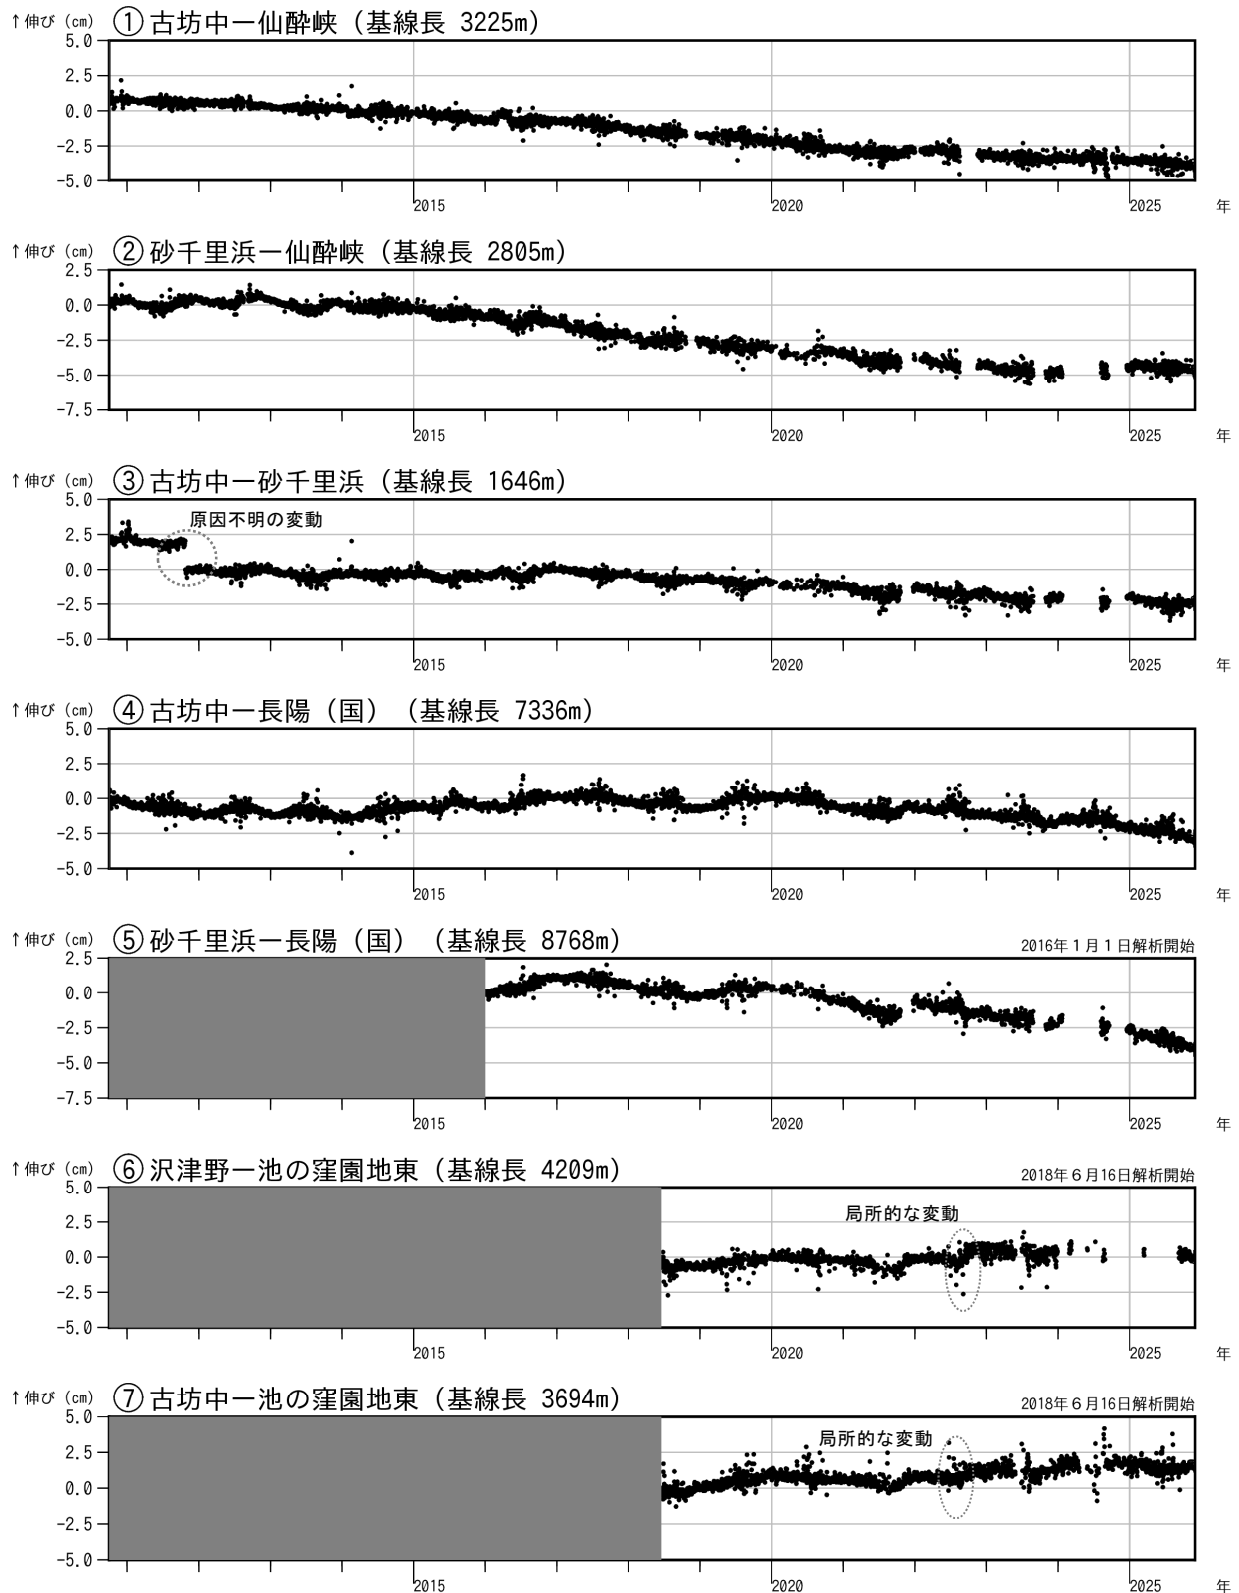 ↑伸び（cm） ①古坊中ー仙酔峡（基線長 3225m）
5.0
2.5
0.0
-2.5
-5.0
2015 2020 2025 年
↑伸び（cm） ②砂千里浜ー仙酔峡（基線長 2805m）
2.5
0.0
-2.5
-5.0
-7.5
2015 2020 2025 年
↑伸び（cm） ③古坊中ー砂千里浜（基線長 1646m）
5.0
原因不明の変動
2.5
0.0
-2.5
-5.0
2015 2020 2025 年
↑伸び（cm） ④古坊中ー長陽（国）（基線長 7336m）
5.0
2.5
0.0
-2.5
-5.0
2015 2020 2025 年
↑伸び（cm） ⑤砂千里浜ー長陽（国）（基線長 8768m） 2016年１月１日解析開始
2.5
0.0
-2.5
-5.0
-7.5
2015 2020 2025 年
↑伸び（cm） ⑥沢津野ー池の窪園地東（基線長 4209m） 2018年６月16日解析開始
5.0
局所的な変動
2.5
0.0
-2.5
-5.0
2015 2020 2025 年
↑伸び（cm） ⑦古坊中ー池の窪園地東（基線長 3694m） 2018年６月16日解析開始
5.0
局所的な変動
2.5
0.0
-2.5
-5.0
2015 2020 2025 年